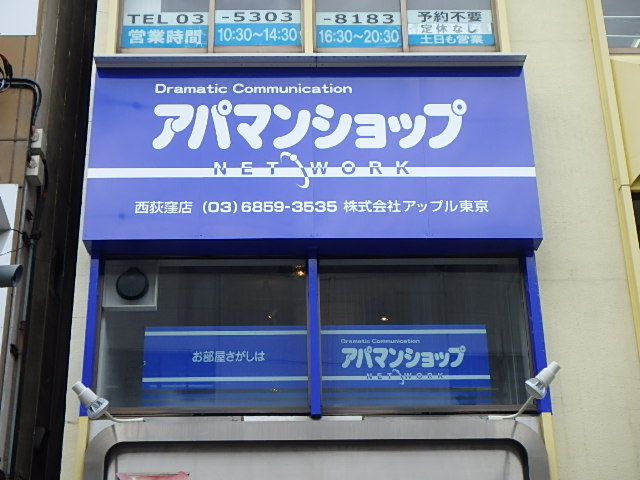 TEL 03 -5303 -8183 予約不要
定休なし
営業時間 10:30～14:30 16:30～20:30 土日も営業
Dramatic Communication
アパマンショップ
NETWORK
西荻窪店 (03)6859-3535 株式会社アップル東京
お部屋さがしは
Dramatic Communication
アパマンショップ
NETWORK